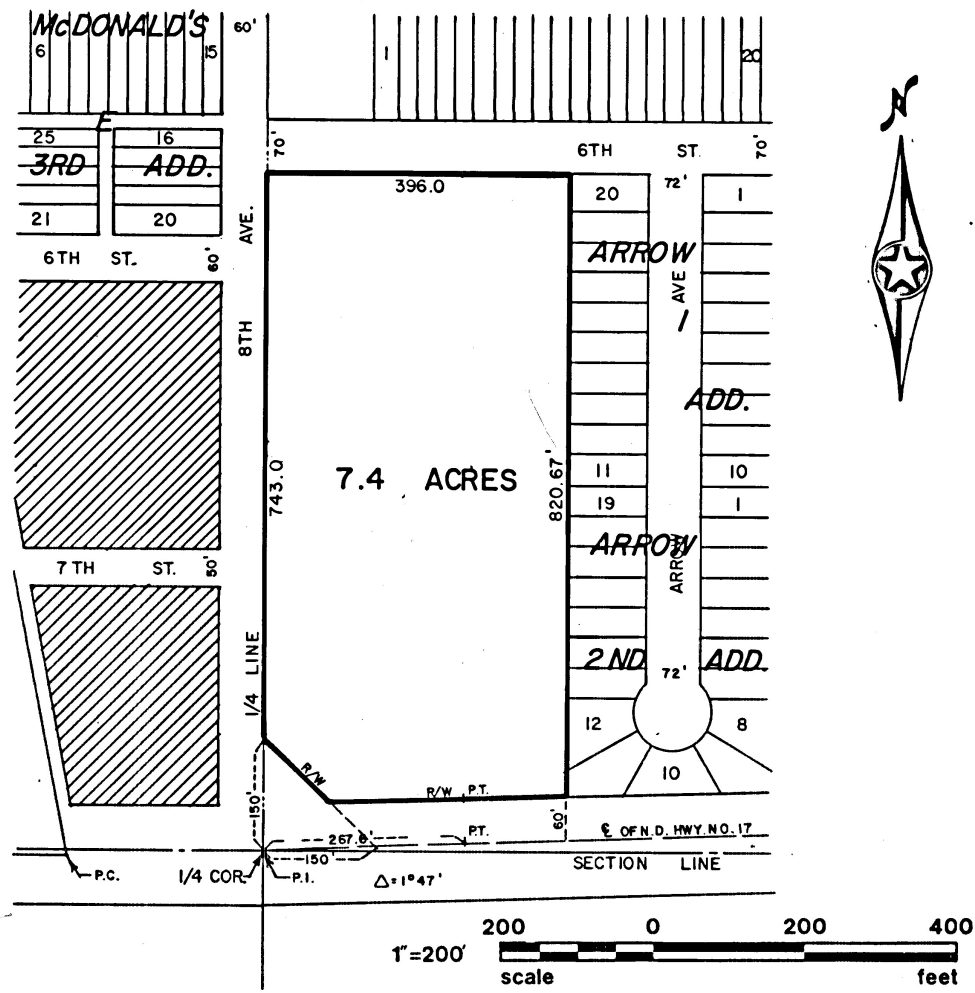 McDONALD'S
6
15
60'
1
20
N
E
25
16
3RD ADD.
21
20
70'
6TH ST.
70'
396.0
20
72'
1
6TH ST.
60'
8TH AVE.
ARROW
AVE
1
ADD.
743.0
7.4 ACRES
820.67'
11
10
19
1
ARROW
ARROW
7TH ST.
50'
1/4 LINE
2ND ADD.
72'
12
8
10
R/W
R/W P.T.
150'
267.6'
P.T.
60'
℄ OF N.D. HWY. NO. 17
150'
SECTION LINE
P.C.
1/4 COR.
P.I.
Δ=1°47'
200 0 200 400
1"=200'
scale feet